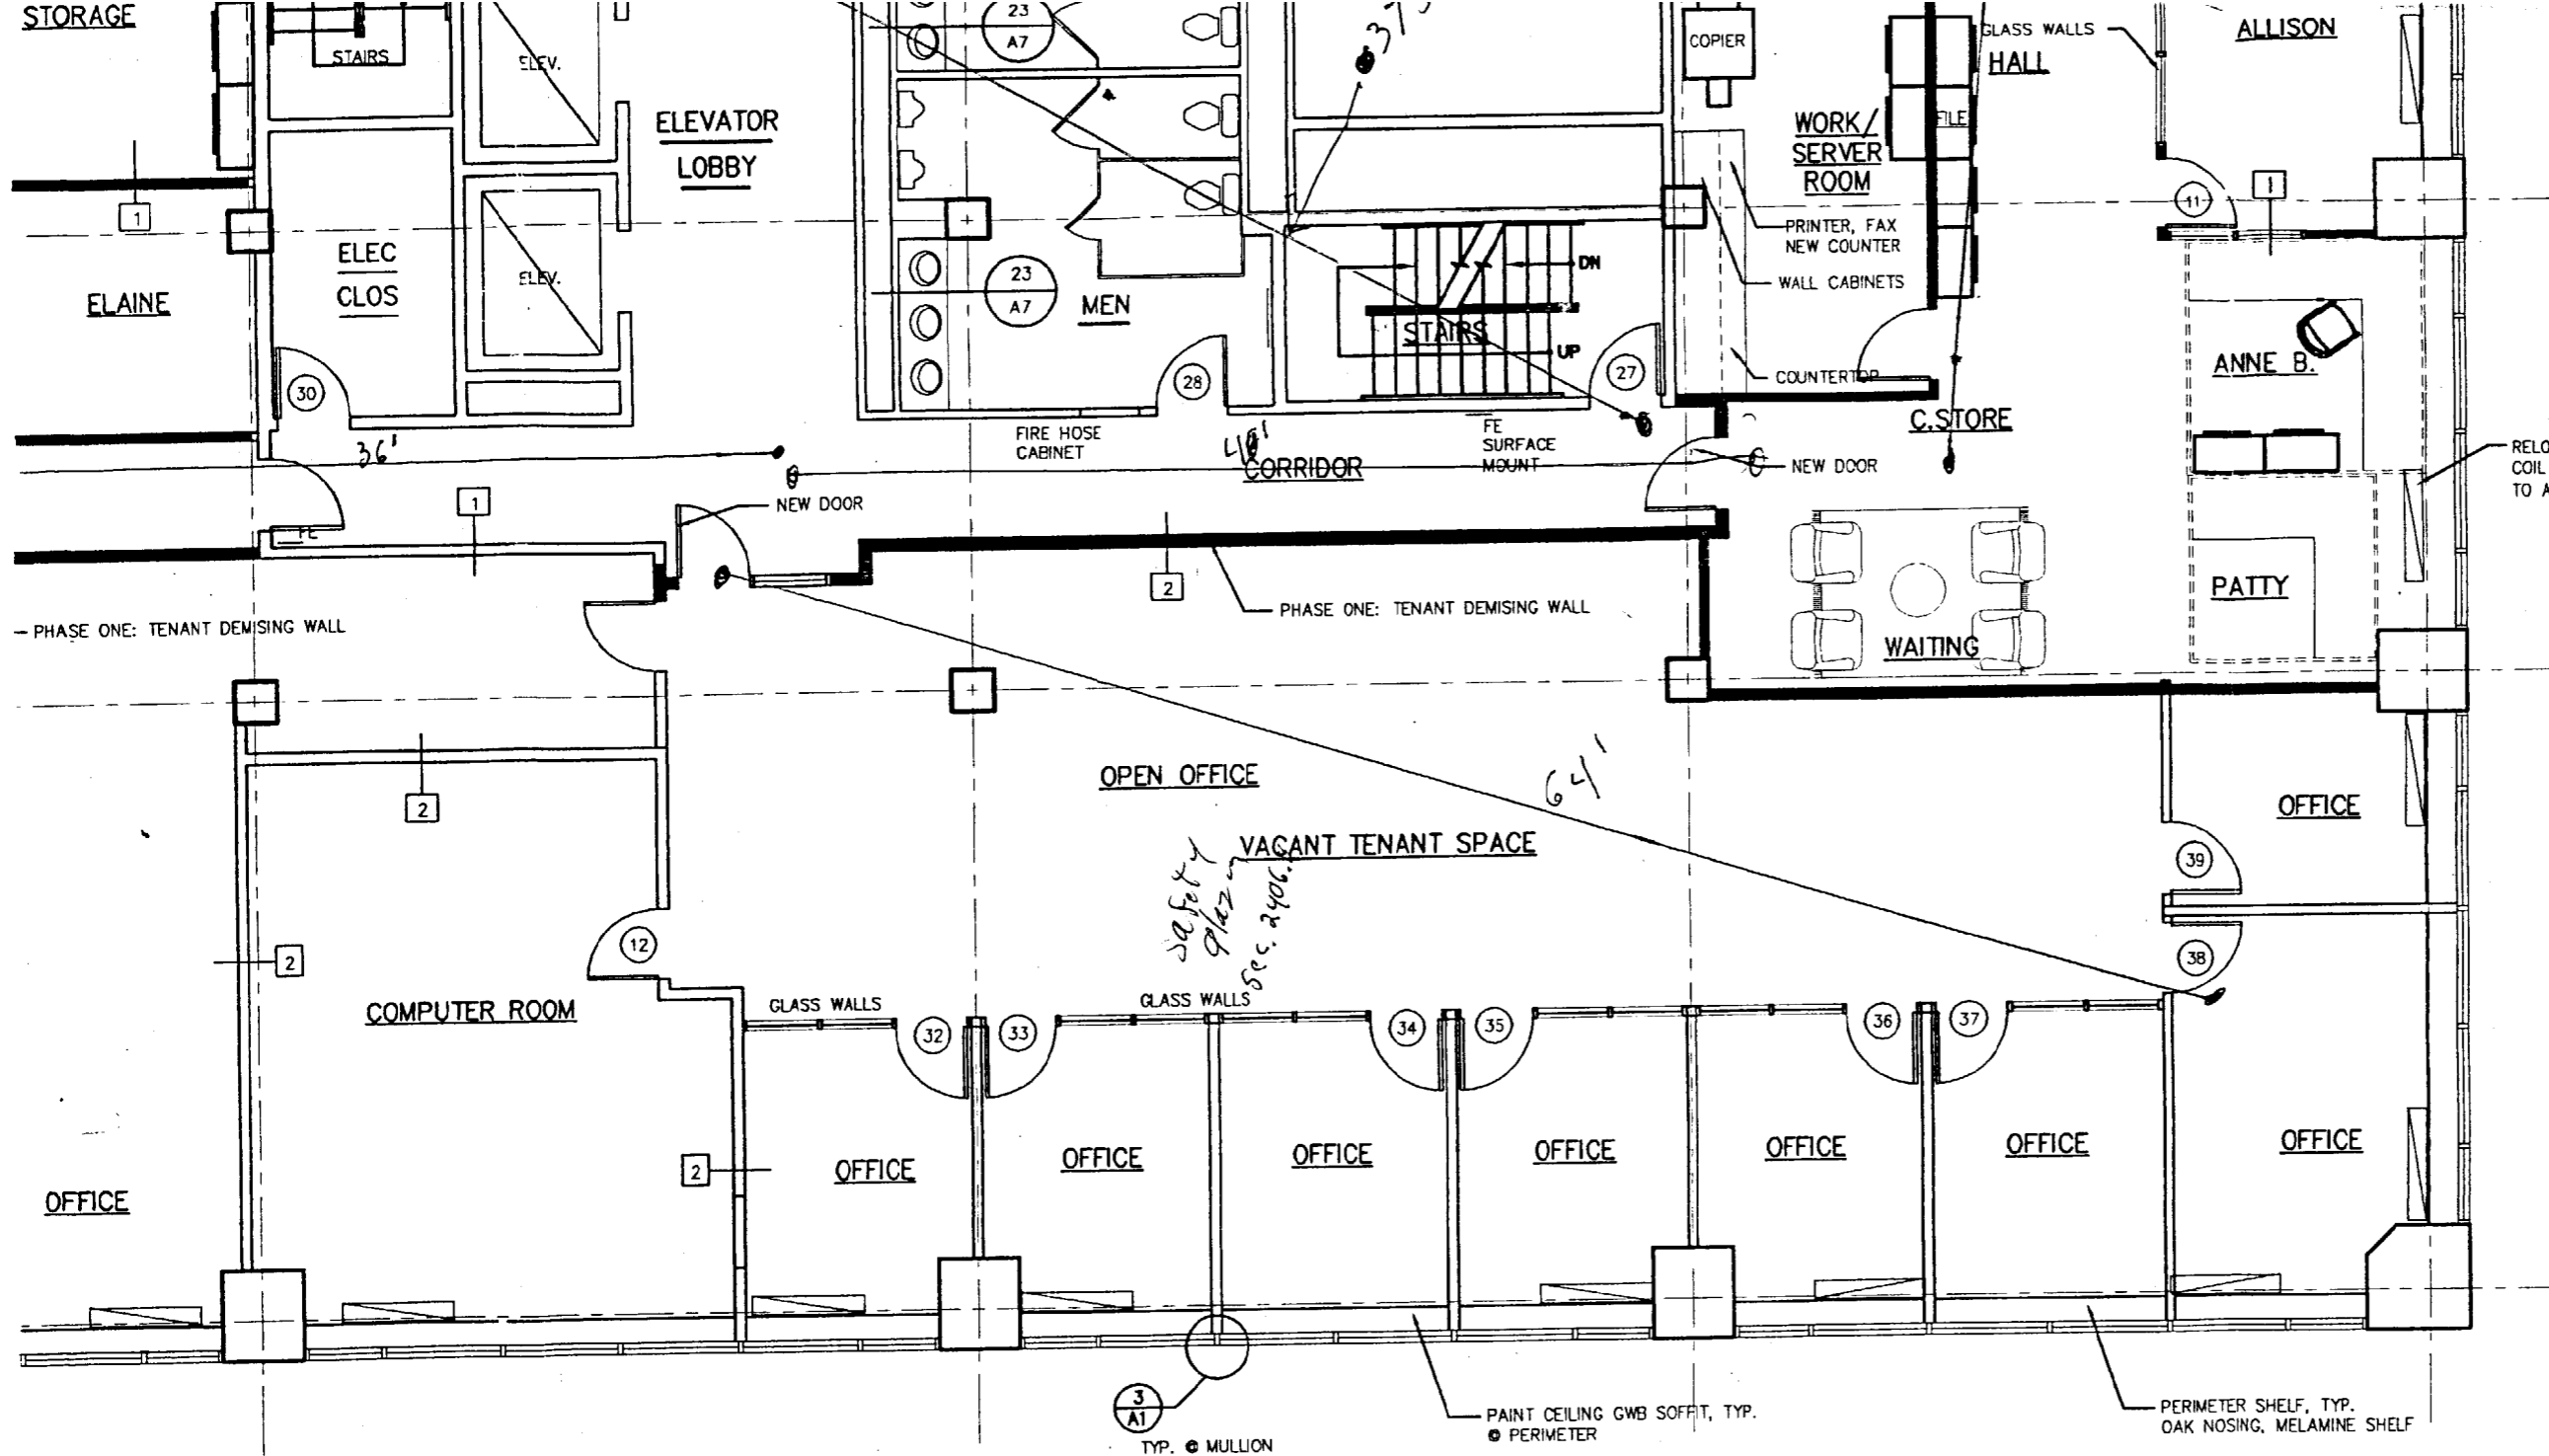 STORAGE
STAIRS
ELEV.
23
A7
COPIER
GLASS WALLS
HALL
ALLISON
ELEVATOR
LOBBY
WORK/
SERVER
ROOM
FILE
1
11
1
PRINTER, FAX
NEW COUNTER
WALL CABINETS
ELAINE
ELEC
CLOS
ELEV.
23
A7
MEN
DN
STAIRS
UP
ANNE B.
30
28
27
COUNTERTOP
C.STORE
36'
FIRE HOSE
CABINET
40'
CORRIDOR
FE
SURFACE
MOUNT
NEW DOOR
RELO
COIL
TO A
1
NEW DOOR
FE
2
PHASE ONE: TENANT DEMISING WALL
PATTY
PHASE ONE: TENANT DEMISING WALL
WAITING
OPEN OFFICE
64'
2
OFFICE
VACANT TENANT SPACE
safety
glazn
Sec. 2406.
39
12
38
2
COMPUTER ROOM
GLASS WALLS
GLASS WALLS
32
33
34
35
36
37
OFFICE
2
OFFICE
OFFICE
OFFICE
OFFICE
OFFICE
OFFICE
OFFICE
3
A1
TYP. @ MULLION
PAINT CEILING GWB SOFFIT, TYP.
@ PERIMETER
PERIMETER SHELF, TYP.
OAK NOSING, MELAMINE SHELF